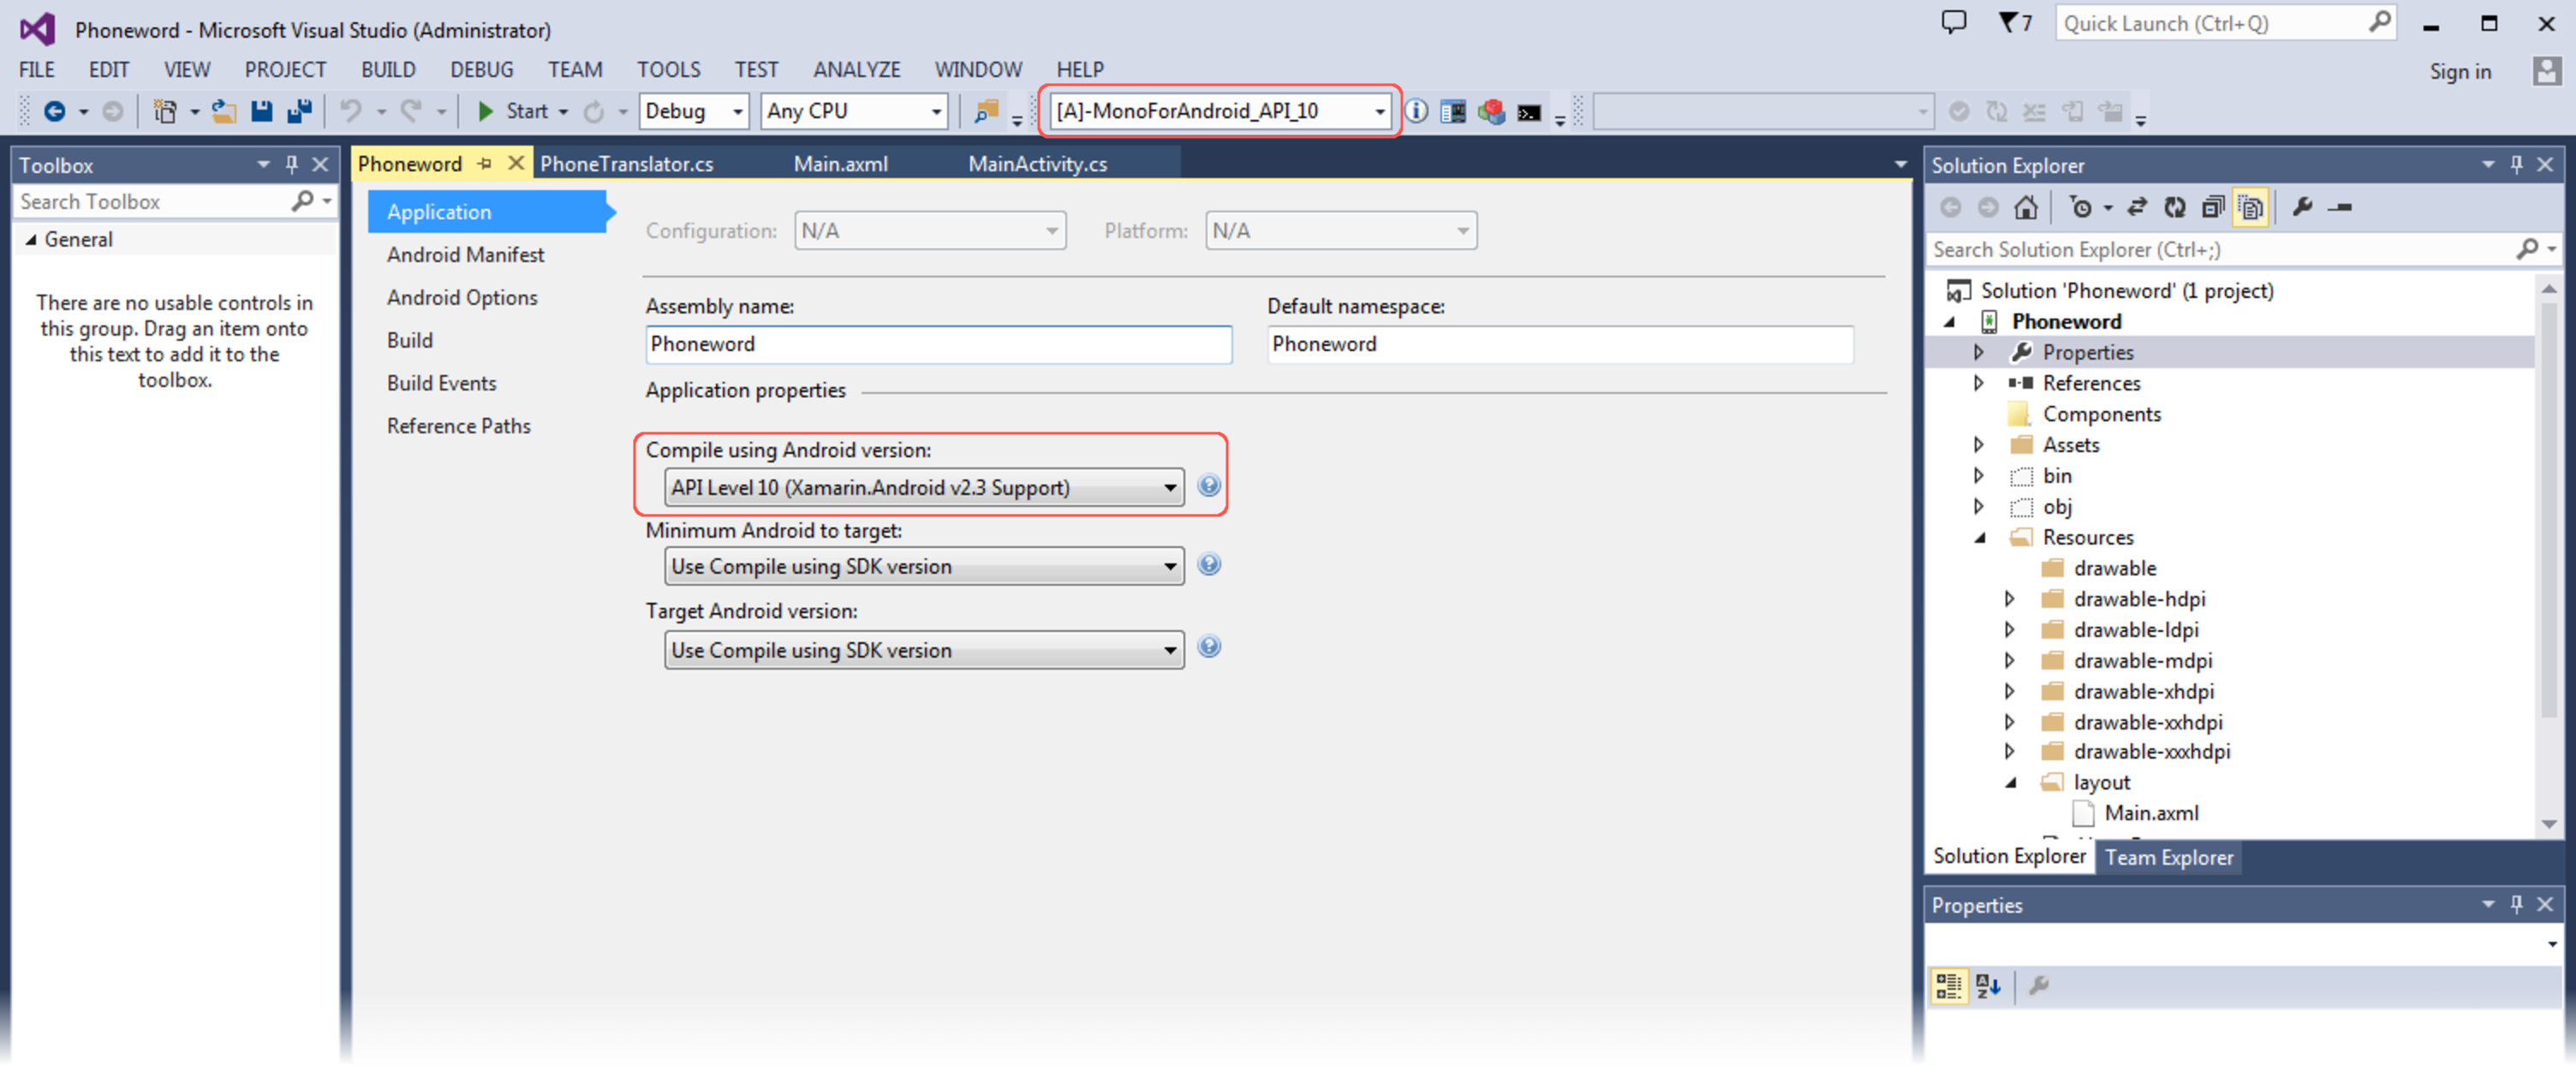 Phoneword - Microsoft Visual Studio (Administrator)
7
Quick Launch (Ctrl+Q)
FILE EDIT VIEW PROJECT BUILD DEBUG TEAM TOOLS TEST ANALYZE WINDOW HELP
Sign in
Start
Debug
Any CPU
[A]-MonoForAndroid_API_10
Toolbox
Search Toolbox
General
There are no usable controls in
this group. Drag an item onto
this text to add it to the
toolbox.
Phoneword
PhoneTranslator.cs
Main.axml
MainActivity.cs
Application
Android Manifest
Android Options
Build
Build Events
Reference Paths
Configuration: N/A
Platform: N/A
Assembly name:
Phoneword
Default namespace:
Phoneword
Application properties
Compile using Android version:
API Level 10 (Xamarin.Android v2.3 Support)
Minimum Android to target:
Use Compile using SDK version
Target Android version:
Use Compile using SDK version
Solution Explorer
Search Solution Explorer (Ctrl+;)
Solution 'Phoneword' (1 project)
Phoneword
Properties
References
Components
Assets
bin
obj
Resources
drawable
drawable-hdpi
drawable-ldpi
drawable-mdpi
drawable-xhdpi
drawable-xxhdpi
drawable-xxxhdpi
layout
Main.axml
Solution Explorer
Team Explorer
Properties